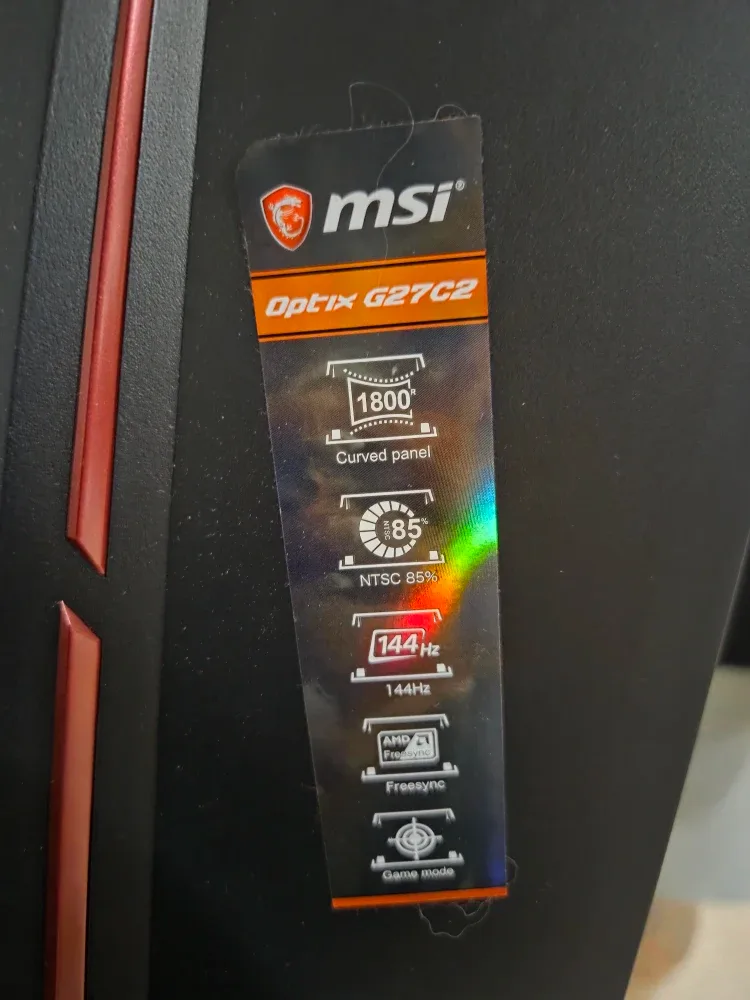 msi®
Optix G27C2
1800R
Curved panel
NTSC 85%
NTSC 85%
144Hz
144Hz
AMD
Freesync
Freesync
Game mode